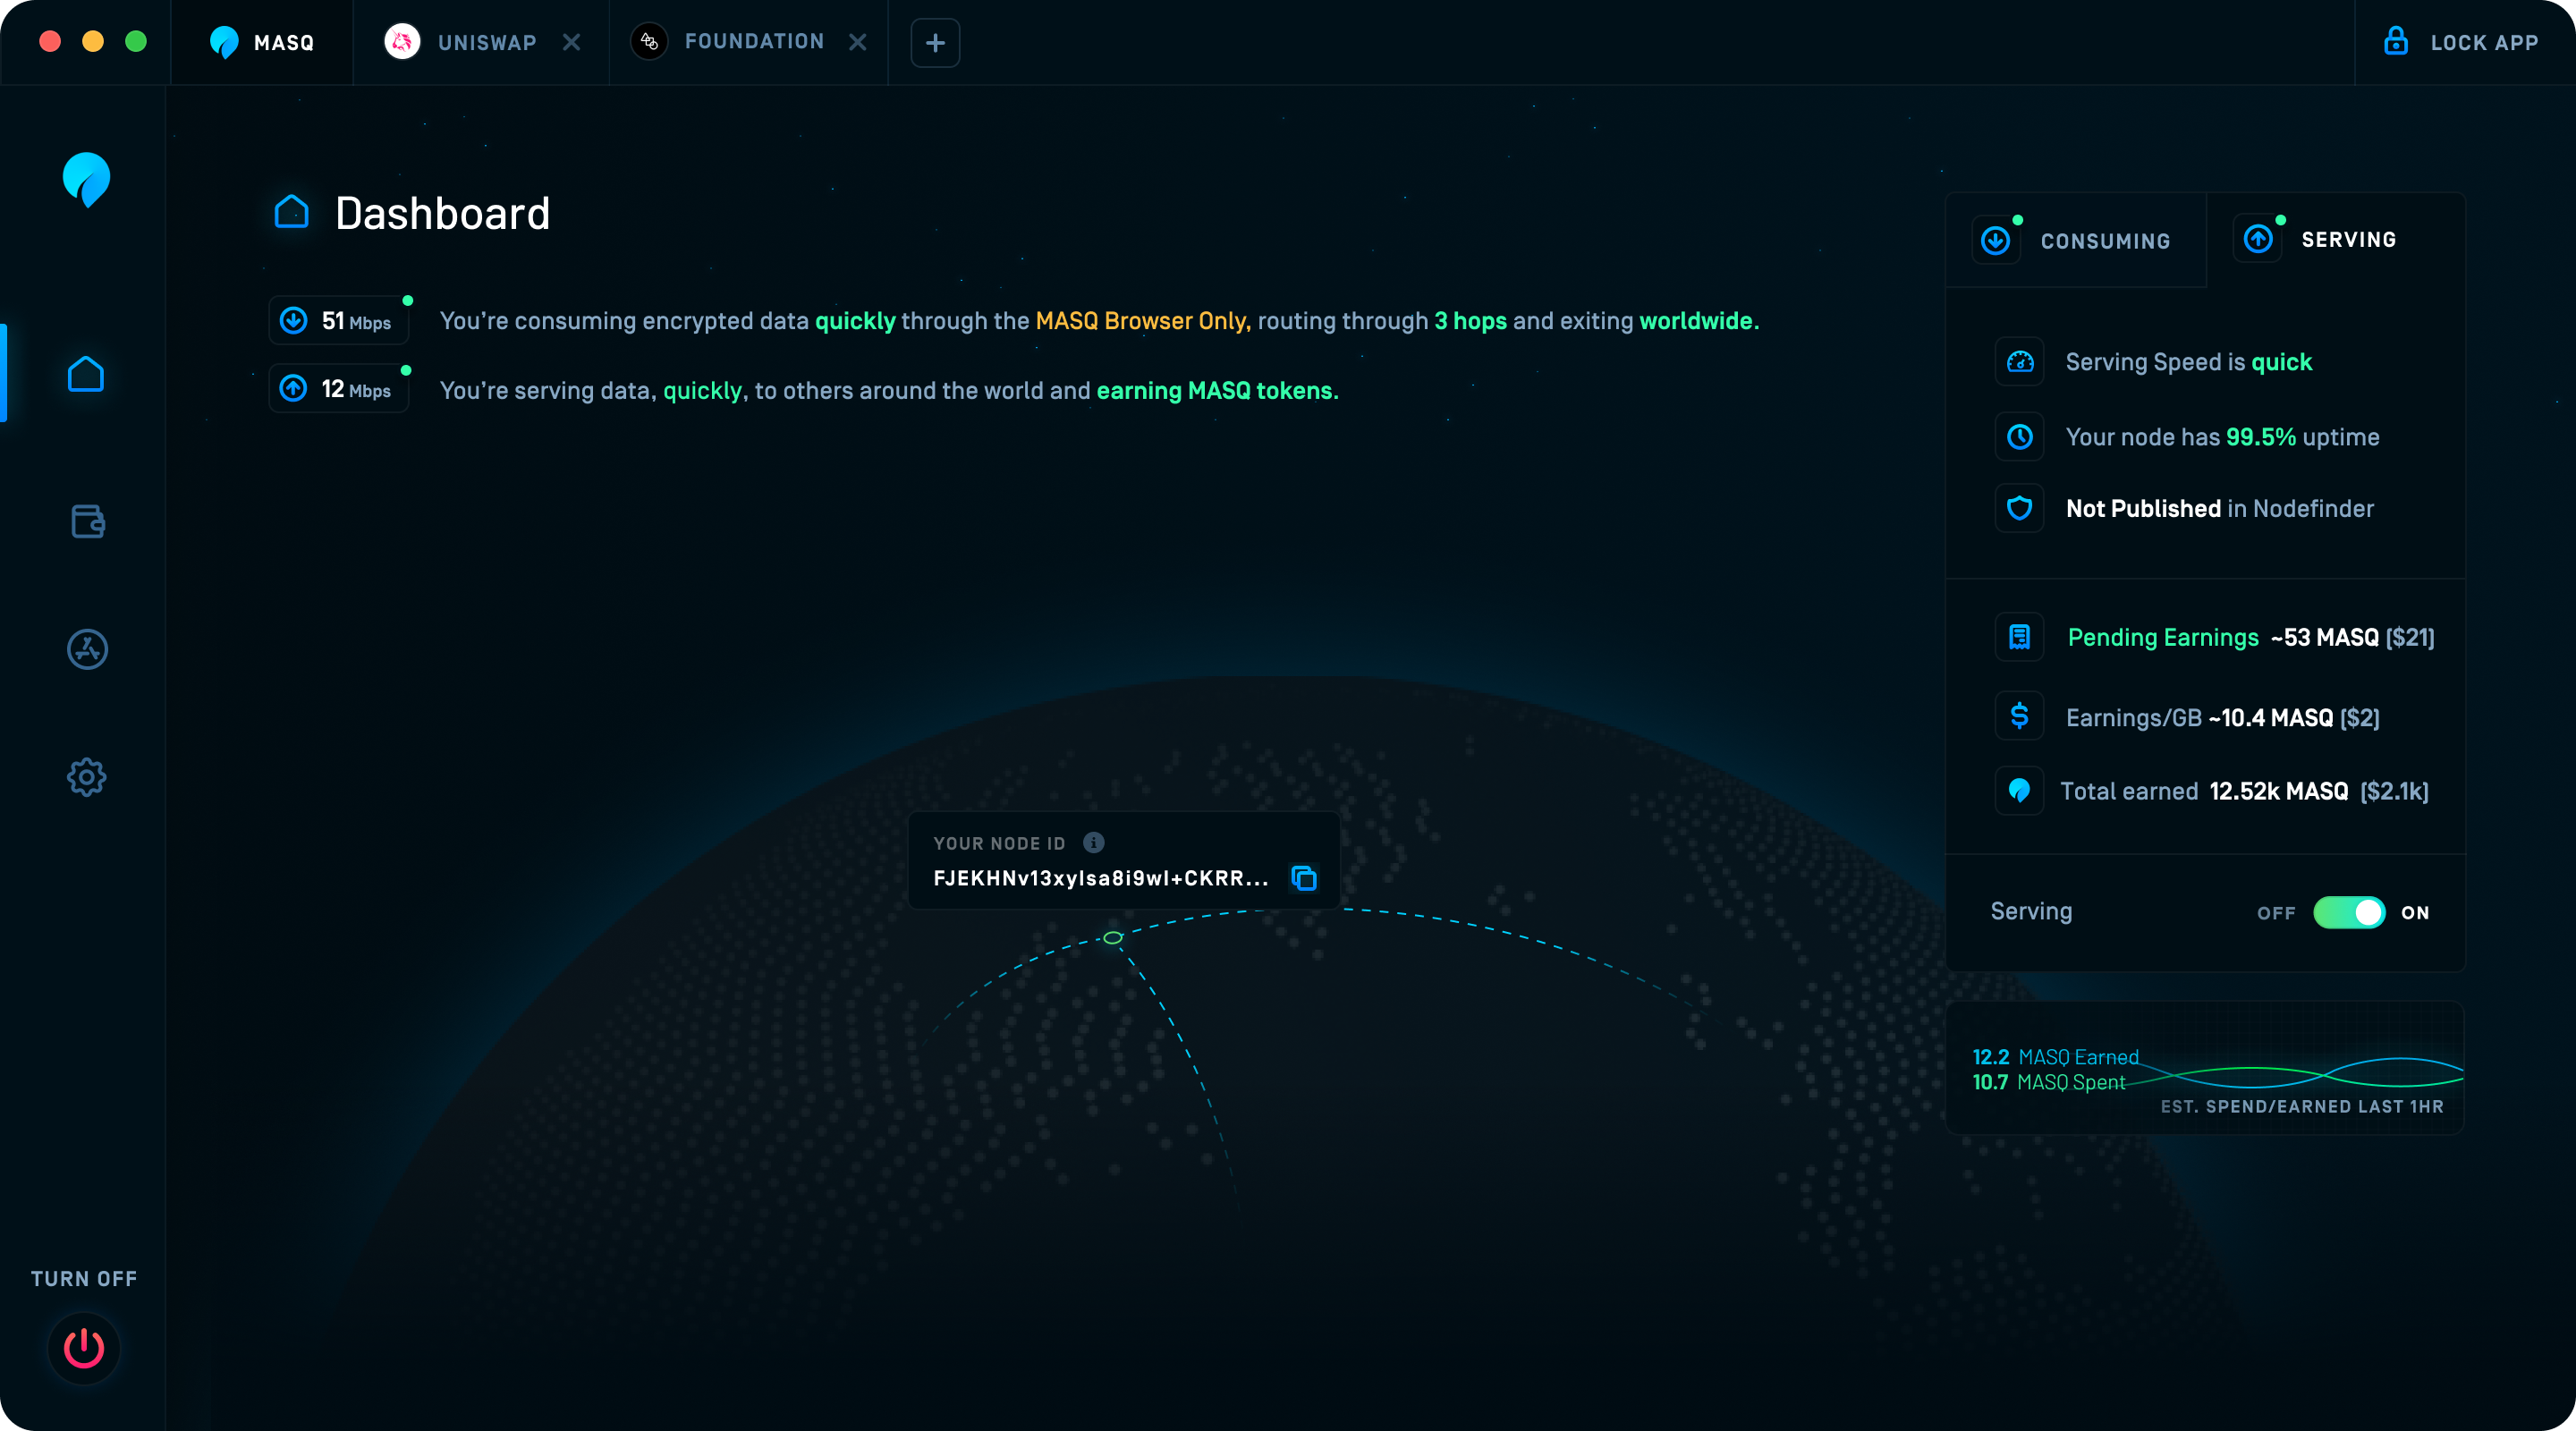 MASQ
UNISWAP
FOUNDATION
LOCK APP
Dashboard
51 Mbps
You’re consuming encrypted data quickly through the MASQ Browser Only, routing through 3 hops and exiting worldwide.
12 Mbps
You’re serving data, quickly, to others around the world and earning MASQ tokens.
CONSUMING
SERVING
Serving Speed is quick
Your node has 99.5% uptime
Not Published in Nodefinder
Pending Earnings ~53 MASQ ($21)
Earnings/GB ~10.4 MASQ ($2)
Total earned 12.52k MASQ ($2.1k)
Serving
OFF
ON
YOUR NODE ID
FJEKHNv13xyIsa8i9wI+CKRR...
12.2 MASQ Earned
10.7 MASQ Spent
EST. SPEND/EARNED LAST 1HR
TURN OFF